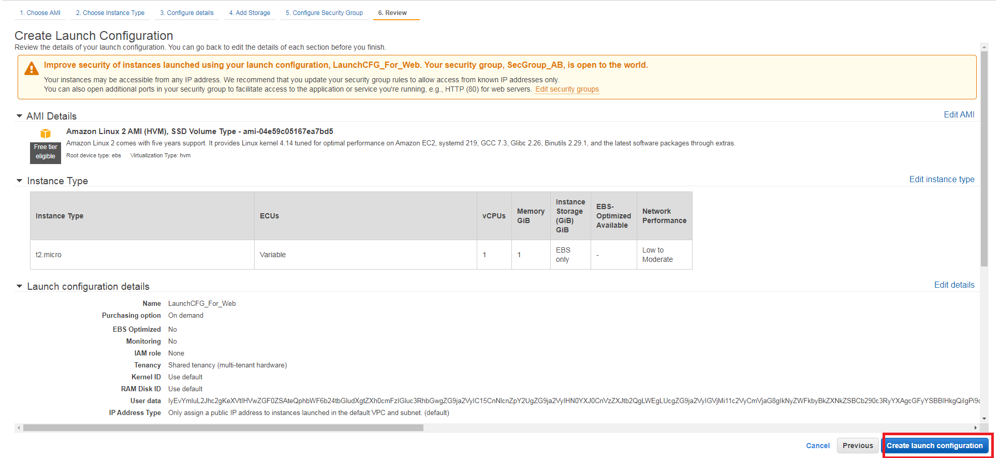 1. Choose AMI
2. Choose Instance Type
3. Configure details
4. Add Storage
5. Configure Security Group
6. Review
Create Launch Configuration
Review the details of your launch configuration. You can go back to edit the details of each section before you finish.
Improve security of instances launched using your launch configuration, LaunchCFG_For_Web. Your security group, SecGroup_AB, is open to the world.
Your instances may be accessible from any IP address. We recommend that you update your security group rules to allow access from known IP addresses only.
You can also open additional ports in your security group to facilitate access to the application or service you're running, e.g., HTTP (80) for web servers. Edit security groups
AMI Details
Edit AMI
Amazon Linux 2 AMI (HVM), SSD Volume Type - ami-04e59c05167ea7bd5
Free tier
eligible
Amazon Linux 2 comes with five years support. It provides Linux kernel 4.14 tuned for optimal performance on Amazon EC2, systemd 219, GCC 7.3, Glibc 2.26, Binutils 2.29.1, and the latest software packages through extras.
Root device type: ebs Virtualization Type: hvm
Instance Type
Edit instance type
Instance Type
ECUs
vCPUs
Memory
GiB
Instance
Storage
(GiB)
GiB
EBS-
Optimized
Available
Network
Performance
t2.micro
Variable
1
1
EBS
only
-
Low to
Moderate
Launch configuration details
Edit details
Name LaunchCFG_For_Web
Purchasing option On demand
EBS Optimized No
Monitoring No
IAM role None
Tenancy Shared tenancy (multi-tenant hardware)
Kernel ID Use default
RAM Disk ID Use default
User data
IP Address Type Only assign a public IP address to instances launched in the default VPC and subnet. (default)
Cancel
Previous
Create launch configuration